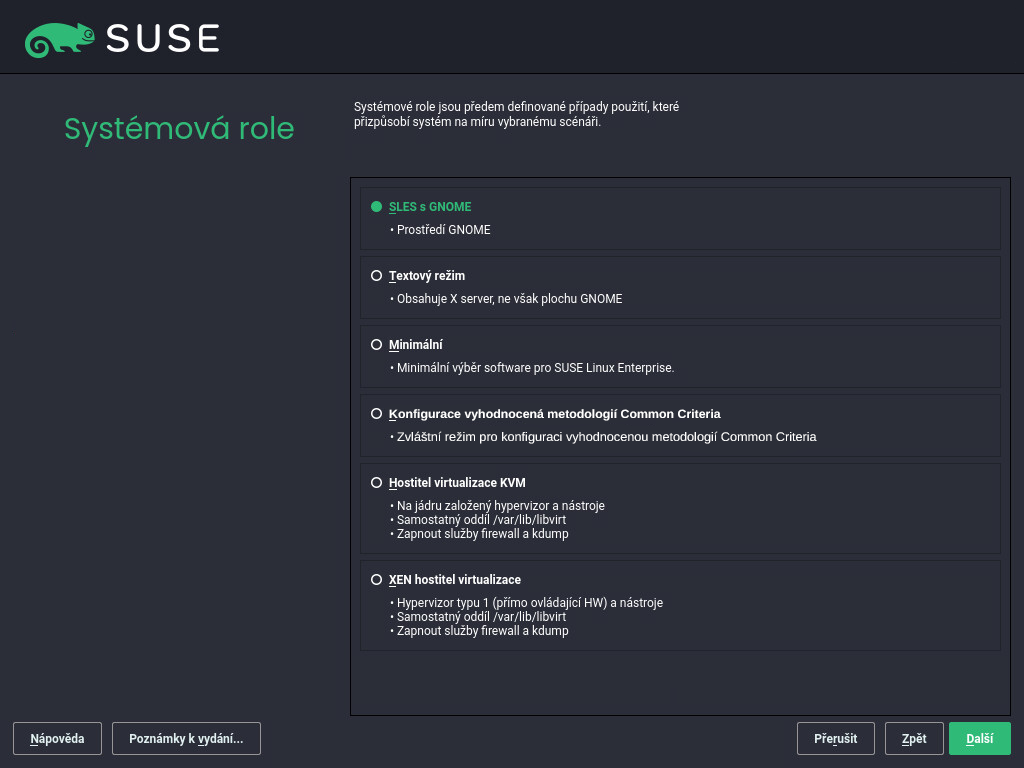 SUSE
Systémová role
Systémové role jsou předem definované případy použití, které
přizpůsobí systém na míru vybranému scénáři.
SLES s GNOME
• Prostředí GNOME
Textový režim
• Obsahuje X server, ne však plochu GNOME
Minimální
• Minimální výběr software pro SUSE Linux Enterprise.
Konfigurace vyhodnocená metodologií Common Criteria
• Zvláštní režim pro konfiguraci vyhodnocenou metodologií Common Criteria
Hostitel virtualizace KVM
• Na jádru založený hypervizor a nástroje
• Samostatný oddíl /var/lib/libvirt
• Zapnout služby firewall a kdump
XEN hostitel virtualizace
• Hypervizor typu 1 (přímo ovládající HW) a nástroje
• Samostatný oddíl /var/lib/libvirt
• Zapnout služby firewall a kdump
Nápověda
Poznámky k vydání...
Přerušit
Zpět
Další